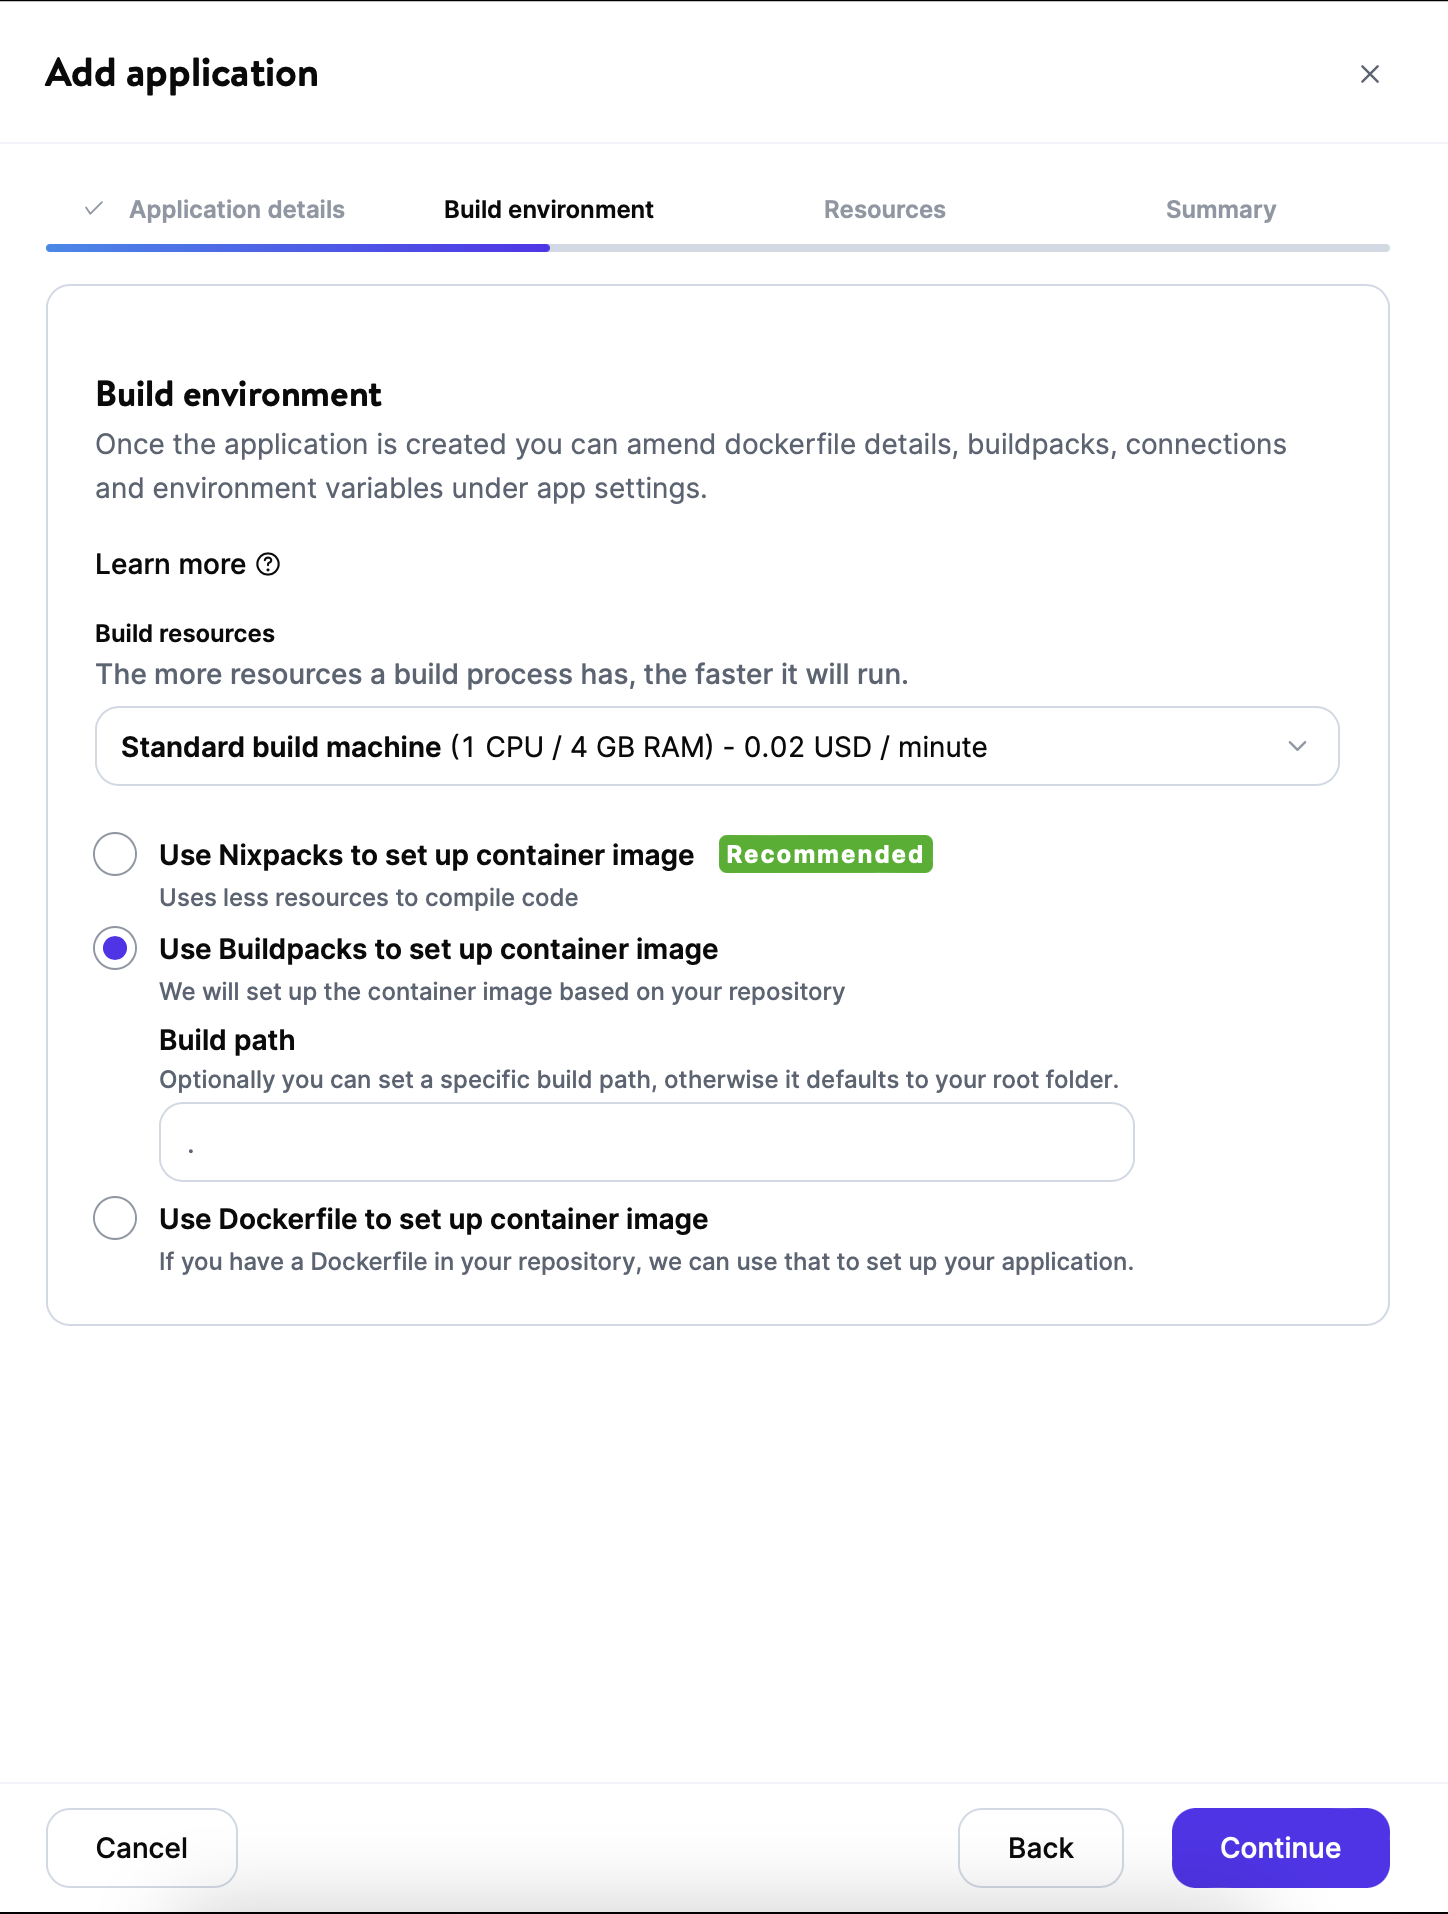 Add application
Application details
Build environment
Resources
Summary
Build environment
Once the application is created you can amend dockerfile details, buildpacks, connections
and environment variables under app settings.
Learn more
Build resources
The more resources a build process has, the faster it will run.
Standard build machine (1 CPU / 4 GB RAM) - 0.02 USD / minute
Use Nixpacks to set up container image Recommended
Uses less resources to compile code
Use Buildpacks to set up container image
We will set up the container image based on your repository
Build path
Optionally you can set a specific build path, otherwise it defaults to your root folder.
.
Use Dockerfile to set up container image
If you have a Dockerfile in your repository, we can use that to set up your application.
Cancel
Back
Continue